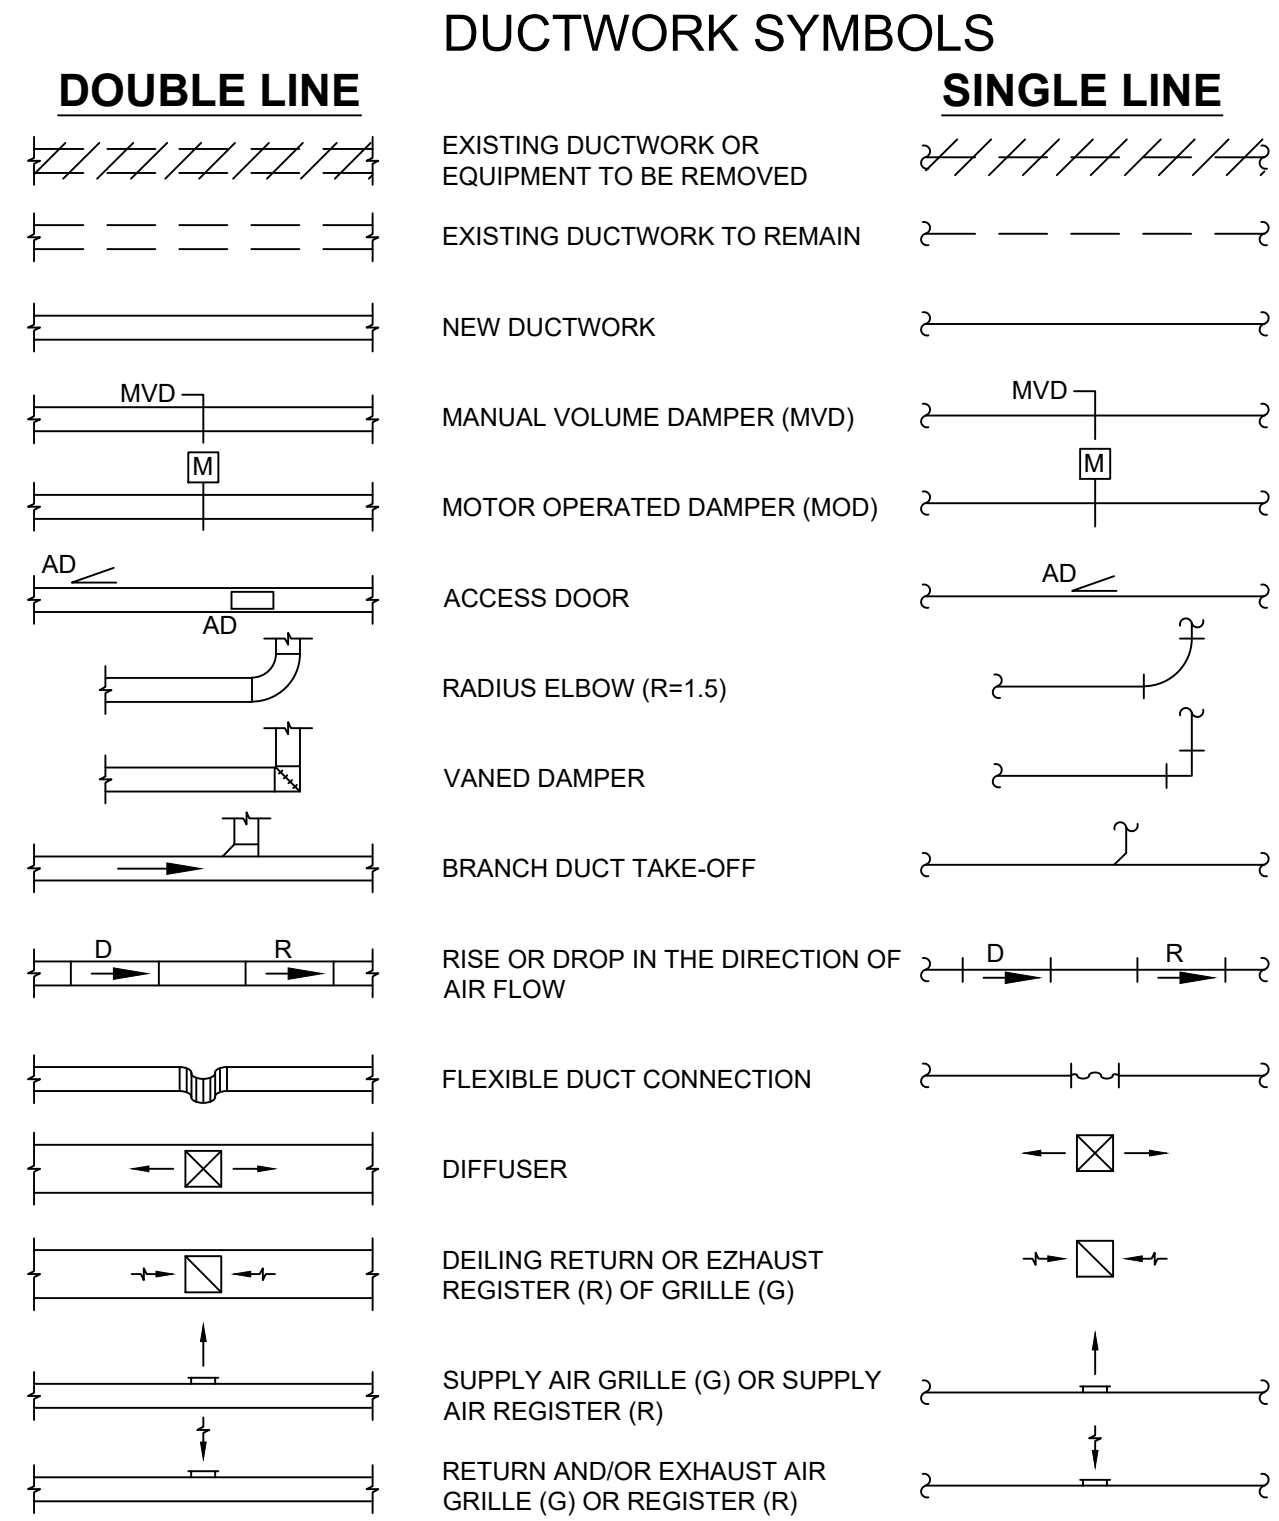 DUCTWORK SYMBOLS
DOUBLE LINE
SINGLE LINE
EXISTING DUCTWORK OR
EQUIPMENT TO BE REMOVED
EXISTING DUCTWORK TO REMAIN
NEW DUCTWORK
MVD
MANUAL VOLUME DAMPER (MVD)
MVD
M
MOTOR OPERATED DAMPER (MOD)
M
AD
AD
ACCESS DOOR
AD
RADIUS ELBOW (R=1.5)
VANED DAMPER
BRANCH DUCT TAKE-OFF
D R
RISE OR DROP IN THE DIRECTION OF
AIR FLOW
D R
FLEXIBLE DUCT CONNECTION
DIFFUSER
DEILING RETURN OR EZHAUST
REGISTER (R) OF GRILLE (G)
SUPPLY AIR GRILLE (G) OR SUPPLY
AIR REGISTER (R)
RETURN AND/OR EXHAUST AIR
GRILLE (G) OR REGISTER (R)